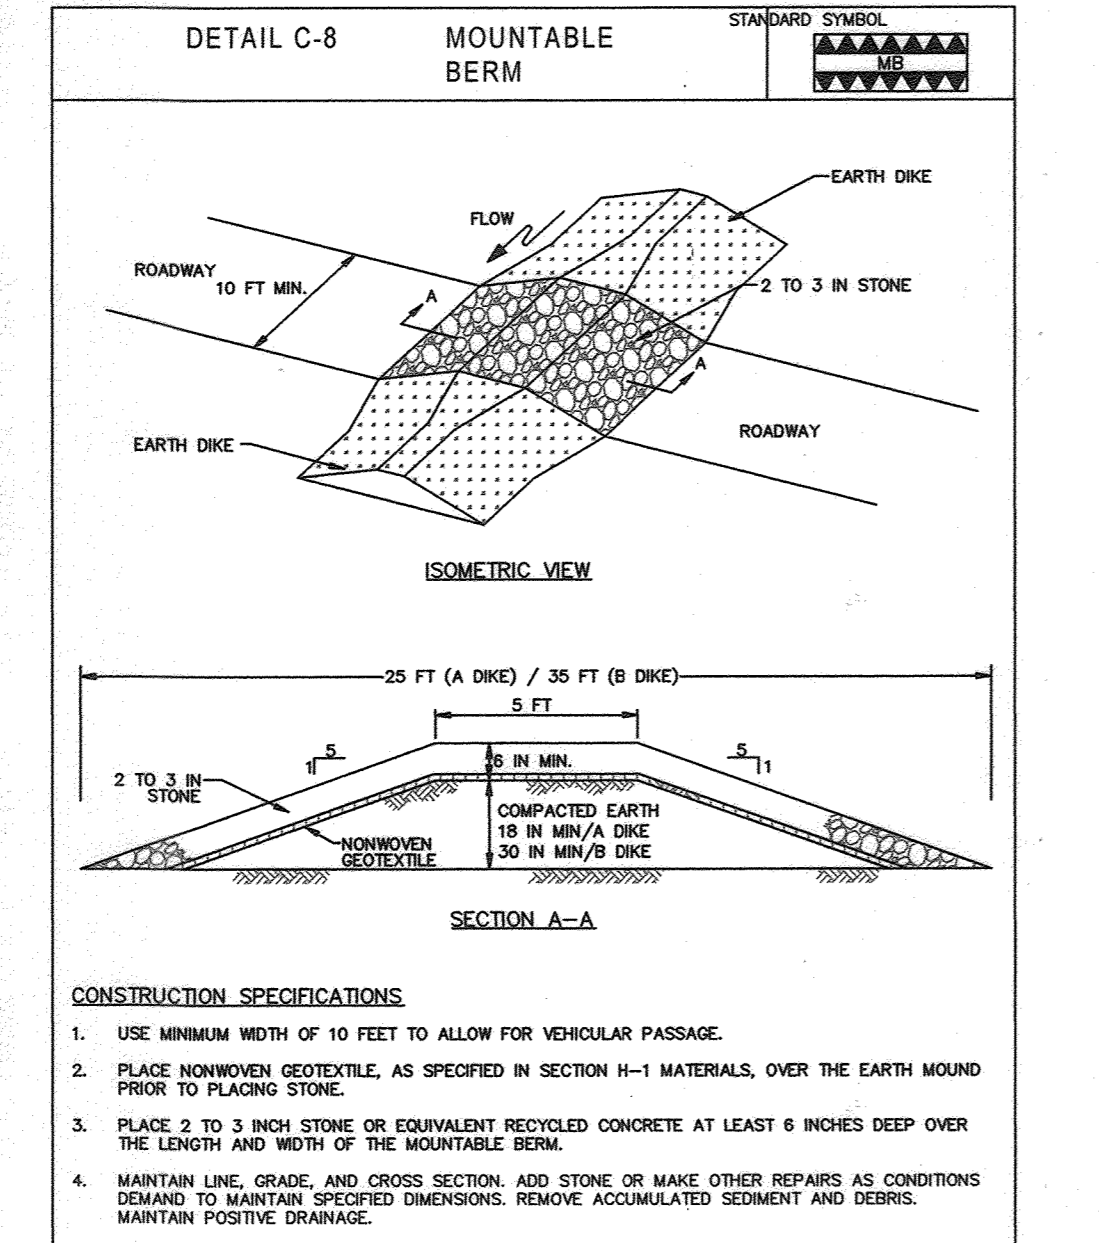 DETAIL C-8
MOUNTABLE
BERM
STANDARD SYMBOL
MB
EARTH DIKE
FLOW
ROADWAY
10 FT MIN.
A
2 TO 3 IN STONE
A
EARTH DIKE
ROADWAY
ISOMETRIC VIEW
25 FT (A DIKE) / 35 FT (B DIKE)
5 FT
5
1
6 IN MIN.
5
1
2 TO 3 IN
STONE
COMPACTED EARTH
18 IN MIN/A DIKE
30 IN MIN/B DIKE
NONWOVEN
GEOTEXTILE
SECTION A-A
CONSTRUCTION SPECIFICATIONS
1. USE MINIMUM WIDTH OF 10 FEET TO ALLOW FOR VEHICULAR PASSAGE.
2. PLACE NONWOVEN GEOTEXTILE, AS SPECIFIED IN SECTION H-1 MATERIALS, OVER THE EARTH MOUND
PRIOR TO PLACING STONE.
3. PLACE 2 TO 3 INCH STONE OR EQUIVALENT RECYCLED CONCRETE AT LEAST 6 INCHES DEEP OVER
THE LENGTH AND WIDTH OF THE MOUNTABLE BERM.
4. MAINTAIN LINE, GRADE, AND CROSS SECTION. ADD STONE OR MAKE OTHER REPAIRS AS CONDITIONS
DEMAND TO MAINTAIN SPECIFIED DIMENSIONS. REMOVE ACCUMULATED SEDIMENT AND DEBRIS.
MAINTAIN POSITIVE DRAINAGE.